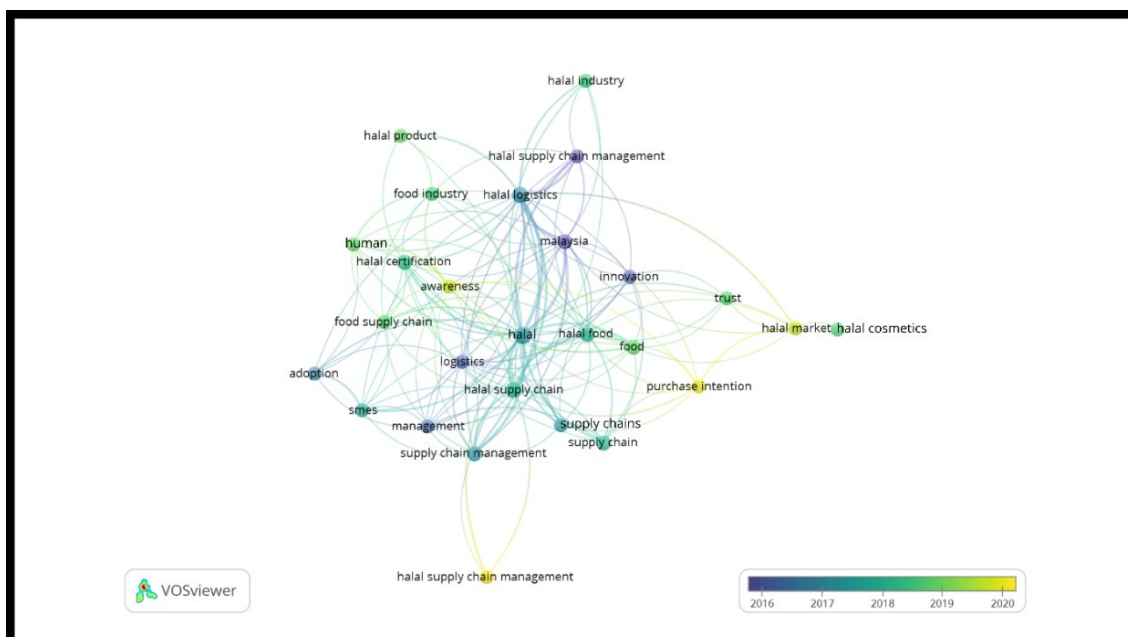 halal industry
halal product
halal supply chain management
food industry
halal logistics
human
malaysia
halal certification
innovation
awareness
trust
food supply chain
halal
halal food
halal market
halal cosmetics
food
logistics
adoption
halal supply chain
purchase intention
smes
management
supply chains
supply chain
supply chain management
halal supply chain management
VOSviewer
2016 2017 2018 2019 2020